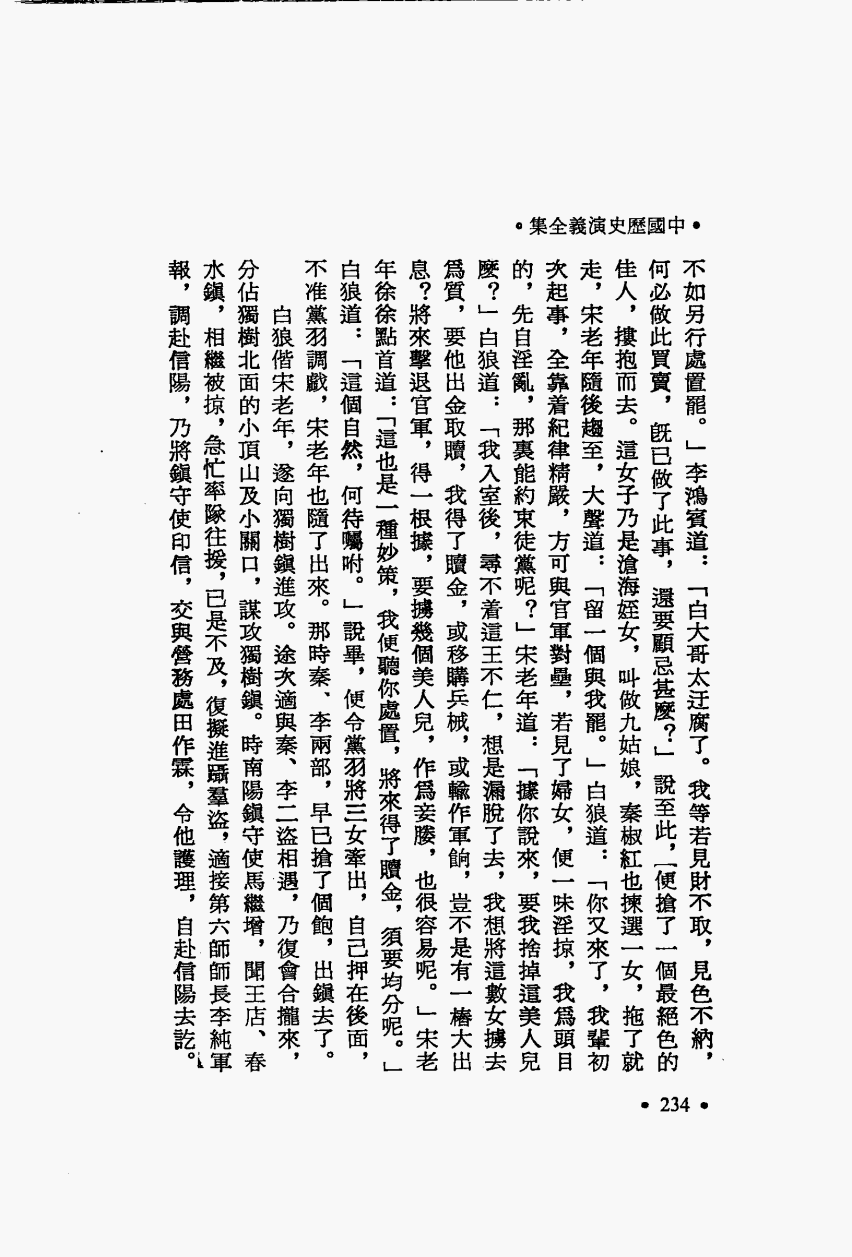 •中國歷史演義全集•
不如另行處置罷。」李鴻賓道：「白大哥太迂腐了。我等若見財不取，見色不納，
何必做此買賣，旣已做了此事，還要顧忌甚麼？」說至此，便搶了一個最絕色的
佳人，摟抱而去。這女子乃是滄海姪女，叫做九姑娘，秦椒紅也揀選一女，拖了就
走，宋老年隨後趨至，大聲道：「留一個與我罷。」白狼道：「你又來了，我輩初
次起事，全靠着紀律精嚴，方可與官軍對壘，若見了婦女，便一味淫掠，我爲頭目
的，先自淫亂，那裏能約束徒黨呢？」宋老年道：「據你說來，要我捨掉這美人兒
麼？」白狼道：「我入室後，尋不着這王不仁，想是漏脫了去，我想將這數女擄去
爲質，要他出金取贖，我得了贖金，或移購兵械，或輸作軍餉，豈不是有一樁大出
息？將來擊退官軍，得一根據，要擄幾個美人兒，作爲妾媵，也很容易呢。」宋老
年徐徐點首道：「這也是一種妙策，我便聽你處置，將來得了贖金，須要均分呢。」
白狼道：「這個自然，何待囑咐。」說畢，便令黨羽將三女牽出，自己押在後面，
不准黨羽調戲，宋老年也隨了出來。那時秦、李兩部，早已搶了個飽，出鎭去了。
白狼偕宋老年，遂向獨樹鎭進攻。途次適與秦、李二盜相遇，乃復會合攏來，
分佔獨樹北面的小頂山及小關口，謀攻獨樹鎭。時南陽鎭守使馬繼增，聞王店、春
水鎭，相繼被掠，急忙率隊往援，已是不及，復擬進躡羣盜，適接第六師師長李純軍
報，調赴信陽，乃將鎭守使印信，交與營務處田作霖，令他護理，自赴信陽去訖。
• 234 •